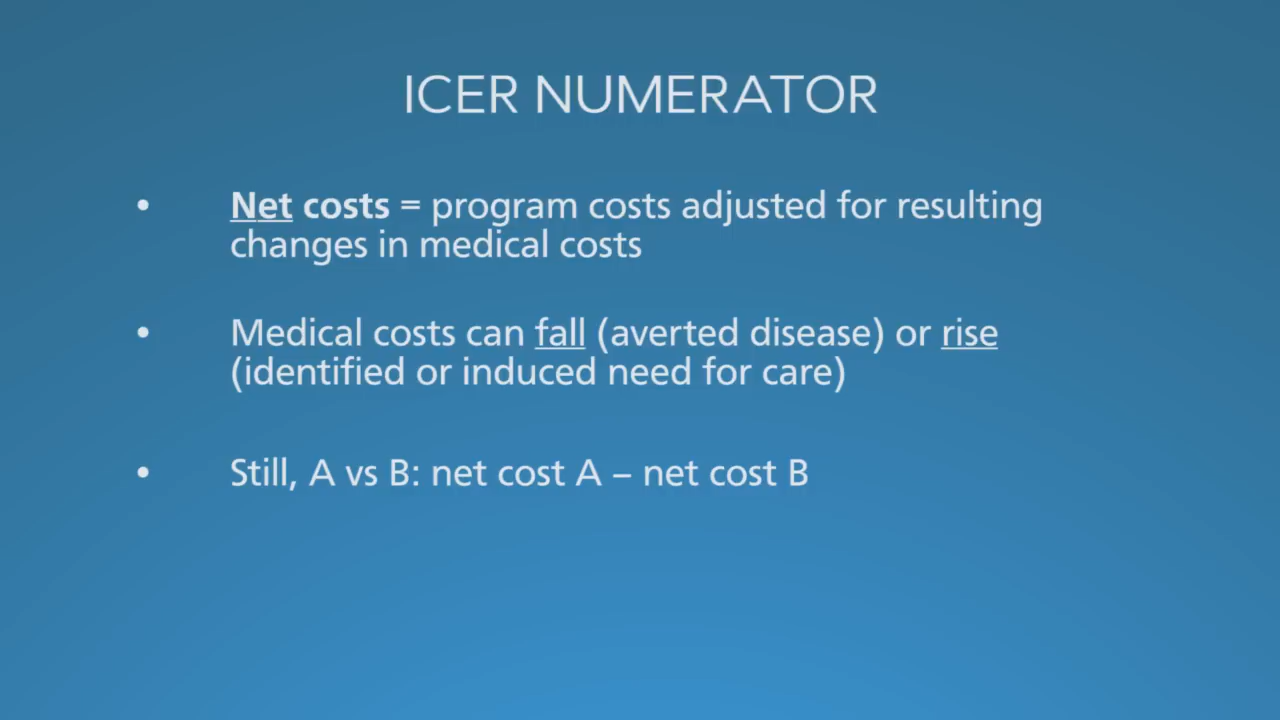 ICER NUMERATOR
• Net costs = program costs adjusted for resulting
changes in medical costs
• Medical costs can fall (averted disease) or rise
(identified or induced need for care)
• Still, A vs B: net cost A – net cost B